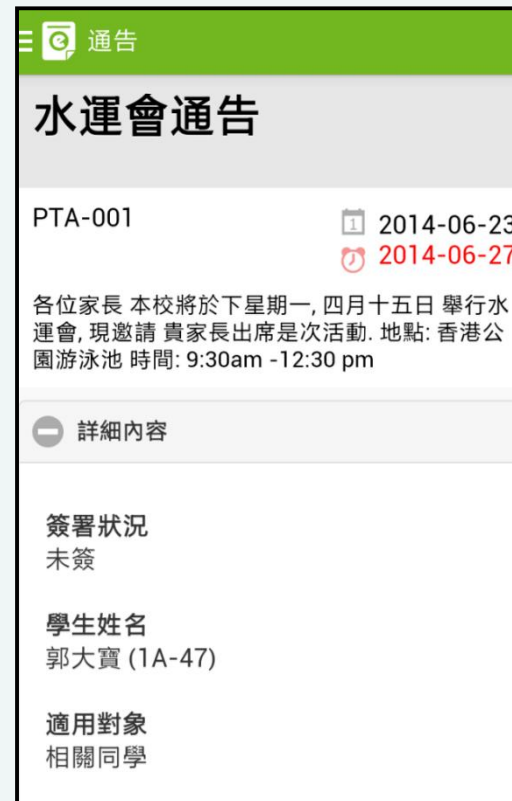 通告
水運會通告
PTA-001
2014-06-23
2014-06-27
各位家長 本校將於下星期一, 四月十五日 舉行水
運會, 現邀請 貴家長出席是次活動. 地點: 香港公
園游泳池 時間: 9:30am -12:30 pm
詳細內容
簽署狀況
未簽
學生姓名
郭大寶 (1A-47)
適用對象
相關同學